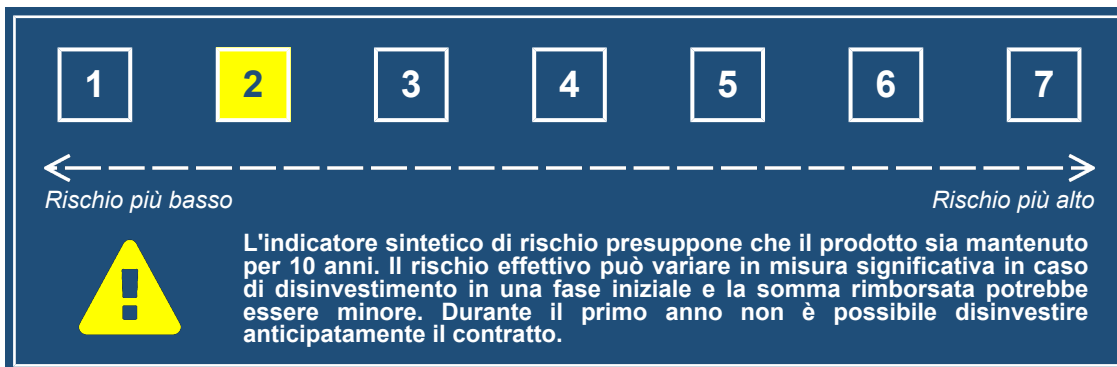 1 2 3 4 5 6 7
Rischio più basso Rischio più alto
L'indicatore sintetico di rischio presuppone che il prodotto sia mantenuto
per 10 anni. Il rischio effettivo può variare in misura significativa in caso
di disinvestimento in una fase iniziale e la somma rimborsata potrebbe
essere minore. Durante il primo anno non è possibile disinvestire
anticipatamente il contratto.